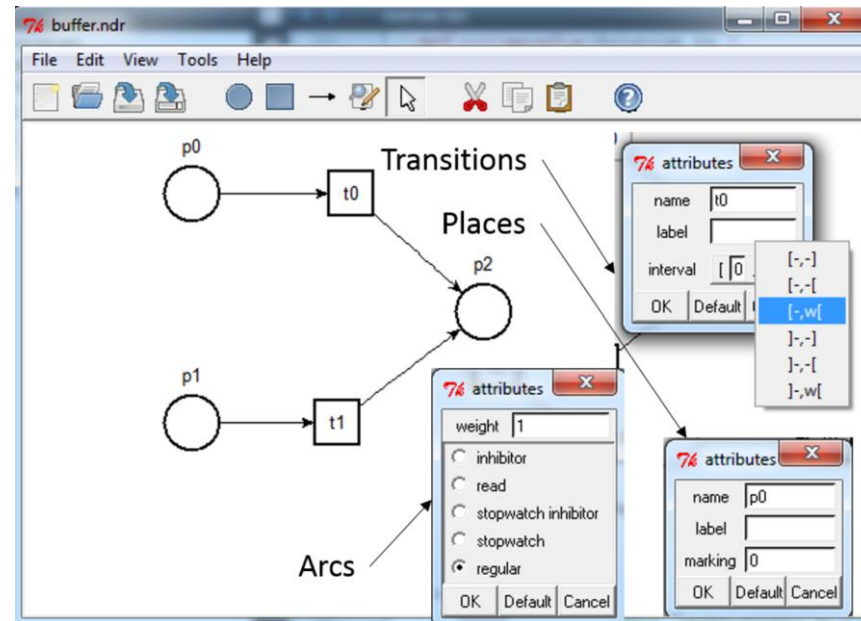 buffer.ndr
File Edit View Tools Help
p0
t0
p2
p1
t1
Transitions
Places
Arcs
attributes
name t0
label
interval [ 0
OK Default
[-,-]
[-,-[
[-,w[
]-,-]
]-,-[
]-,w[
attributes
weight 1
inhibitor
read
stopwatch inhibitor
stopwatch
regular
OK Default Cancel
attributes
name p0
label
marking 0
OK Default Cancel